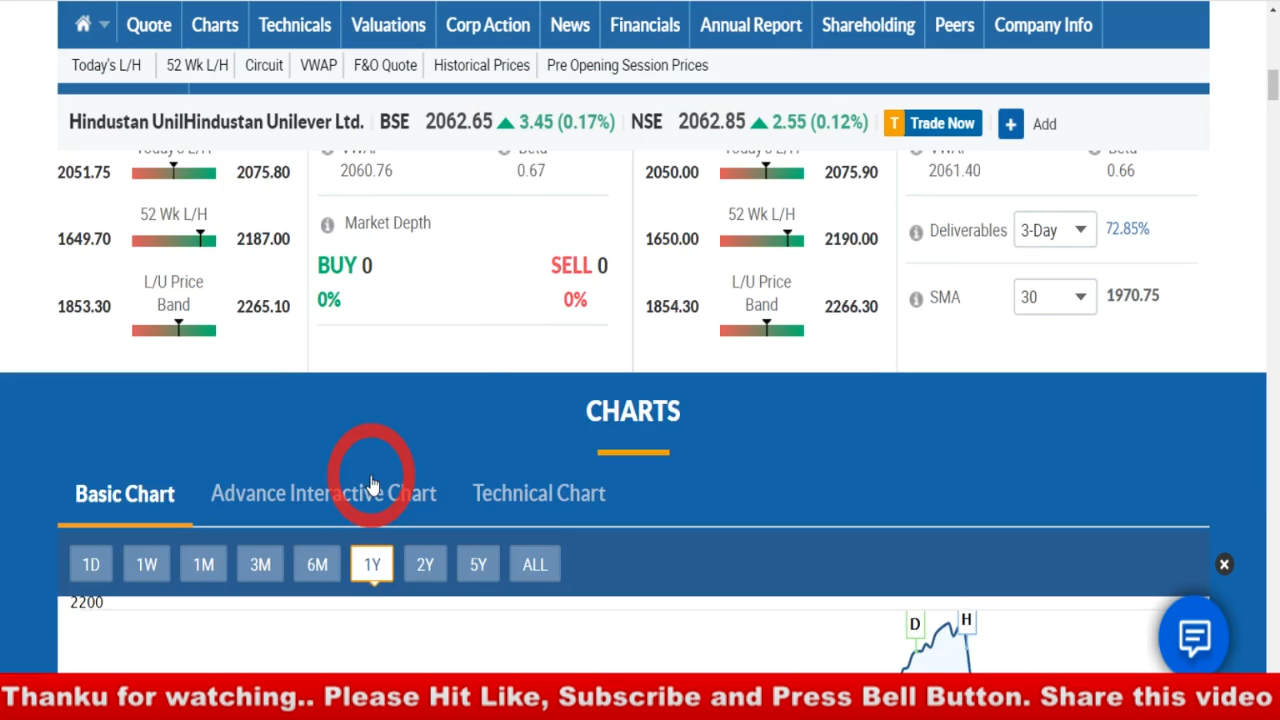 Quote Charts Technicals Valuations Corp Action News Financials Annual Report Shareholding Peers Company Info
Today's L/H 52 Wk L/H Circuit VWAP F&O Quote Historical Prices Pre Opening Session Prices
Hindustan UnilHindustan Unilever Ltd. BSE 2062.65 3.45 (0.17%) NSE 2062.85 2.55 (0.12%) T Trade Now + Add
Today's L/H VWAP Beta Today's L/H VWAP Beta
2051.75 2075.80 2060.76 0.67 2050.00 2075.90 2061.40 0.66
52 Wk L/H Market Depth 52 Wk L/H Deliverables 3-Day 72.85%
1649.70 2187.00 1650.00 2190.00
BUY 0 SELL 0
L/U Price Band L/U Price Band SMA 30 1970.75
1853.30 2265.10 0% 0% 1854.30 2266.30
CHARTS
Basic Chart Advance Interactive Chart Technical Chart
1D 1W 1M 3M 6M 1Y 2Y 5Y ALL
2200
D H
Thanku for watching.. Please Hit Like, Subscribe and Press Bell Button. Share this video